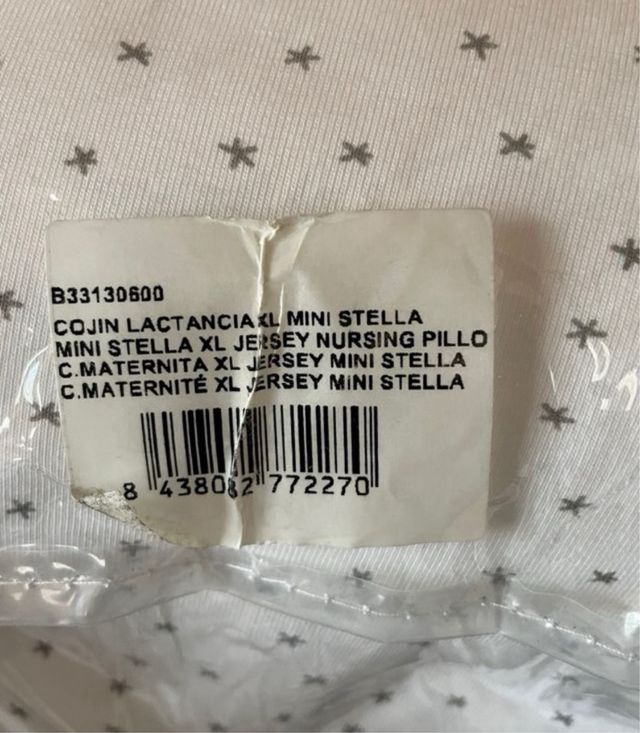 B33130600
COJIN LACTANCIA XL MINI STELLA
MINI STELLA XL JERSEY NURSING PILLO
C.MATERNITA XL JERSEY MINI STELLA
C.MATERNITÉ XL JERSEY MINI STELLA
8 438082 772270